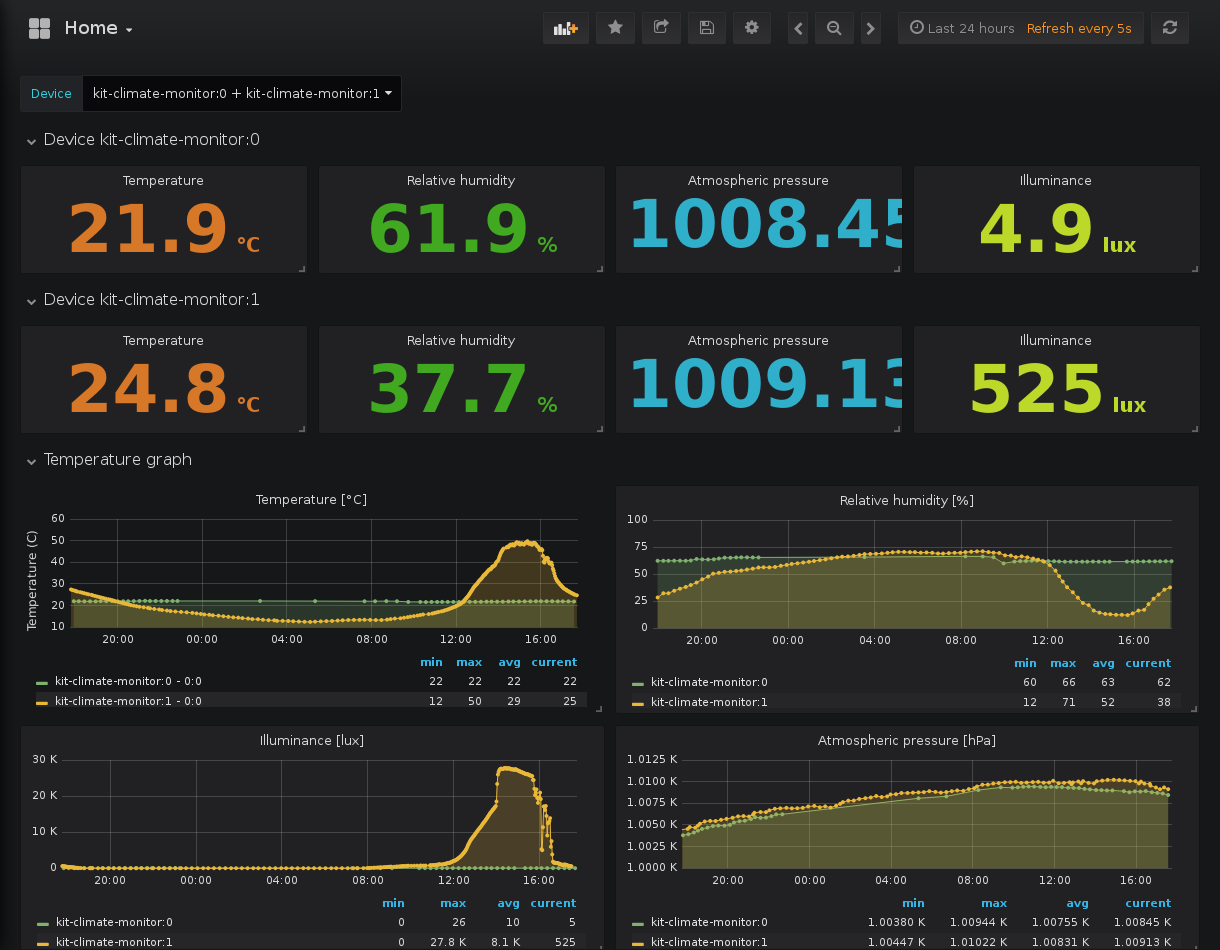 Home
Last 24 hours Refresh every 5s
Device kit-climate-monitor:0 + kit-climate-monitor:1
Device kit-climate-monitor:0
Temperature Relative humidity Atmospheric pressure Illuminance
21.9 °C 61.9 % 1008.45 4.9 lux
Device kit-climate-monitor:1
Temperature Relative humidity Atmospheric pressure Illuminance
24.8 °C 37.7 % 1009.13 525 lux
Temperature graph
Temperature [°C]
Temperature (C)
60
50
40
30
20
10
20:00 00:00 04:00 08:00 12:00 16:00
min max avg current
kit-climate-monitor:0 - 0:0 22 22 22 22
kit-climate-monitor:1 - 0:0 12 50 29 25
Relative humidity [%]
100
75
50
25
0
20:00 00:00 04:00 08:00 12:00 16:00
min max avg current
kit-climate-monitor:0 60 66 63 62
kit-climate-monitor:1 12 71 52 38
Illuminance [lux]
30 K
20 K
10 K
0
20:00 00:00 04:00 08:00 12:00 16:00
min max avg current
kit-climate-monitor:0 0 26 10 5
kit-climate-monitor:1 0 27.8 K 8.1 K 525
Atmospheric pressure [hPa]
1.0125 K
1.0100 K
1.0075 K
1.0050 K
1.0025 K
1.0000 K
20:00 00:00 04:00 08:00 12:00 16:00
min max avg current
kit-climate-monitor:0 1.00380 K 1.00944 K 1.00755 K 1.00845 K
kit-climate-monitor:1 1.00447 K 1.01022 K 1.00831 K 1.00913 K